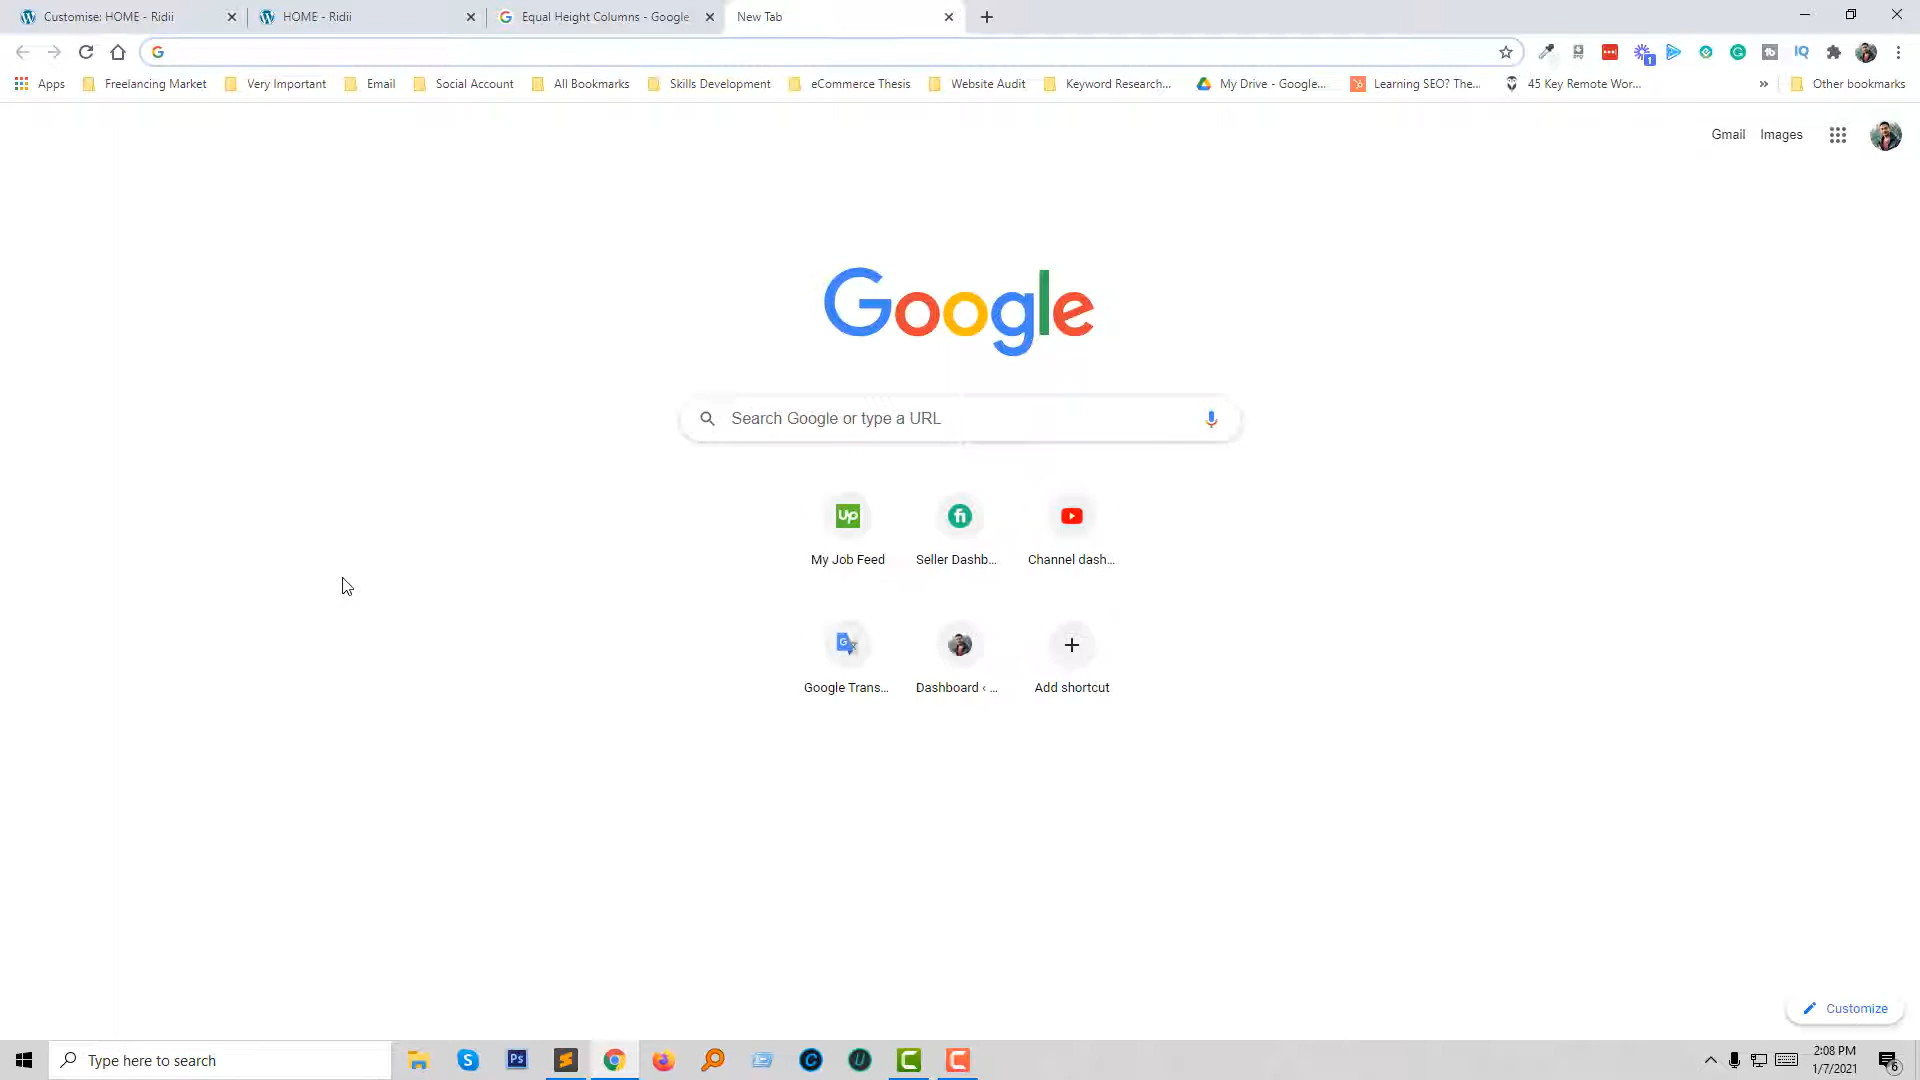 Customise: HOME - Ridii
HOME - Ridii
Equal Height Columns - Google
New Tab
Apps
Freelancing Market
Very Important
Email
Social Account
All Bookmarks
Skills Development
eCommerce Thesis
Website Audit
Keyword Research...
My Drive - Google...
Learning SEO? The...
45 Key Remote Wor...
»
Other bookmarks
Gmail
Images
Google
Search Google or type a URL
My Job Feed
Seller Dashb...
Channel dash...
Google Trans...
Dashboard ‹ ...
Add shortcut
Customize
Type here to search
2:08 PM
1/7/2021